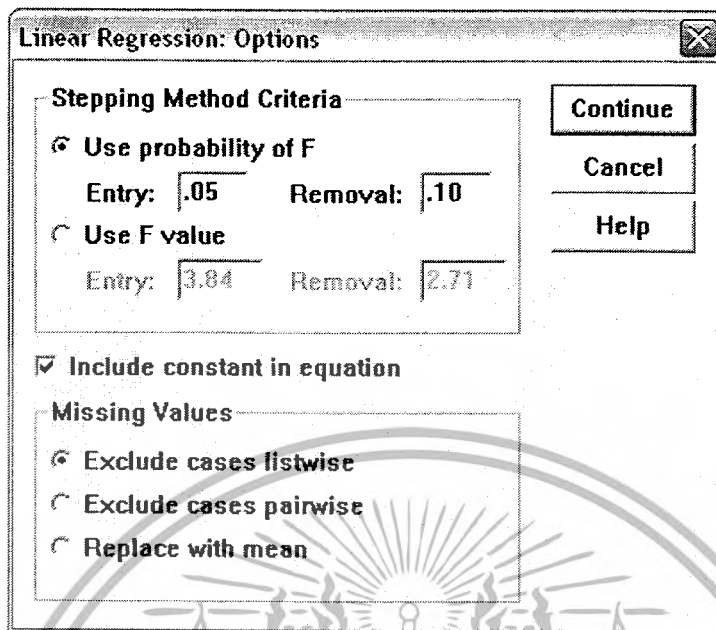 Linear Regression: Options
Stepping Method Criteria
Use probability of F
Entry: .05 Removal: .10
Use F value
Entry: 3.84 Removal: 2.71
Include constant in equation
Missing Values
Exclude cases listwise
Exclude cases pairwise
Replace with mean
Continue
Cancel
Help